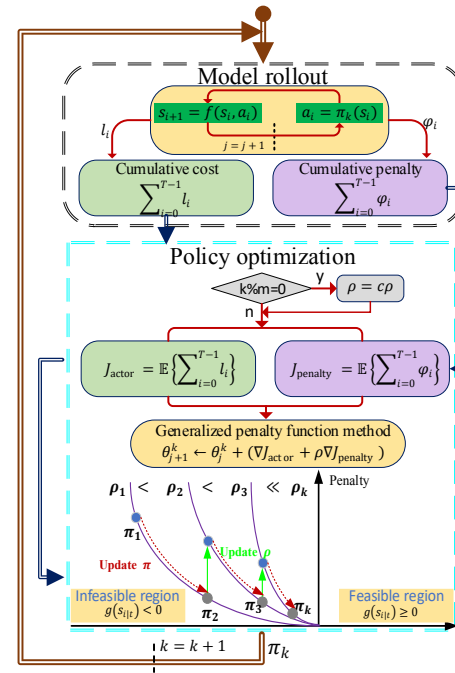 Model rollout
s_{i+1} = f(s_i, a_i)
a_i = π_k(s_i)
l_i
φ_i
j = j + 1
Cumulative cost
∑_{i=0}^{T−1} l_i
Cumulative penalty
∑_{i=0}^{T−1} φ_i
Policy optimization
k%m=0
y
ρ = cρ
n
J_actor = 𝔼{∑_{i=0}^{T−1} l_i}
J_penalty = 𝔼{∑_{i=0}^{T−1} φ_i}
Generalized penalty function method
θ_{j+1}^k ← θ_j^k + (∇J_actor + ρ∇J_penalty )
Penalty
ρ_1 < ρ_2 < ρ_3 ≪ ρ_k
π_1
Update π
Update ρ
π_2
π_3
π_k
Infeasible region
g(s_{i|t}) < 0
Feasible region
g(s_{i|t}) ≥ 0
k = k + 1
π_k